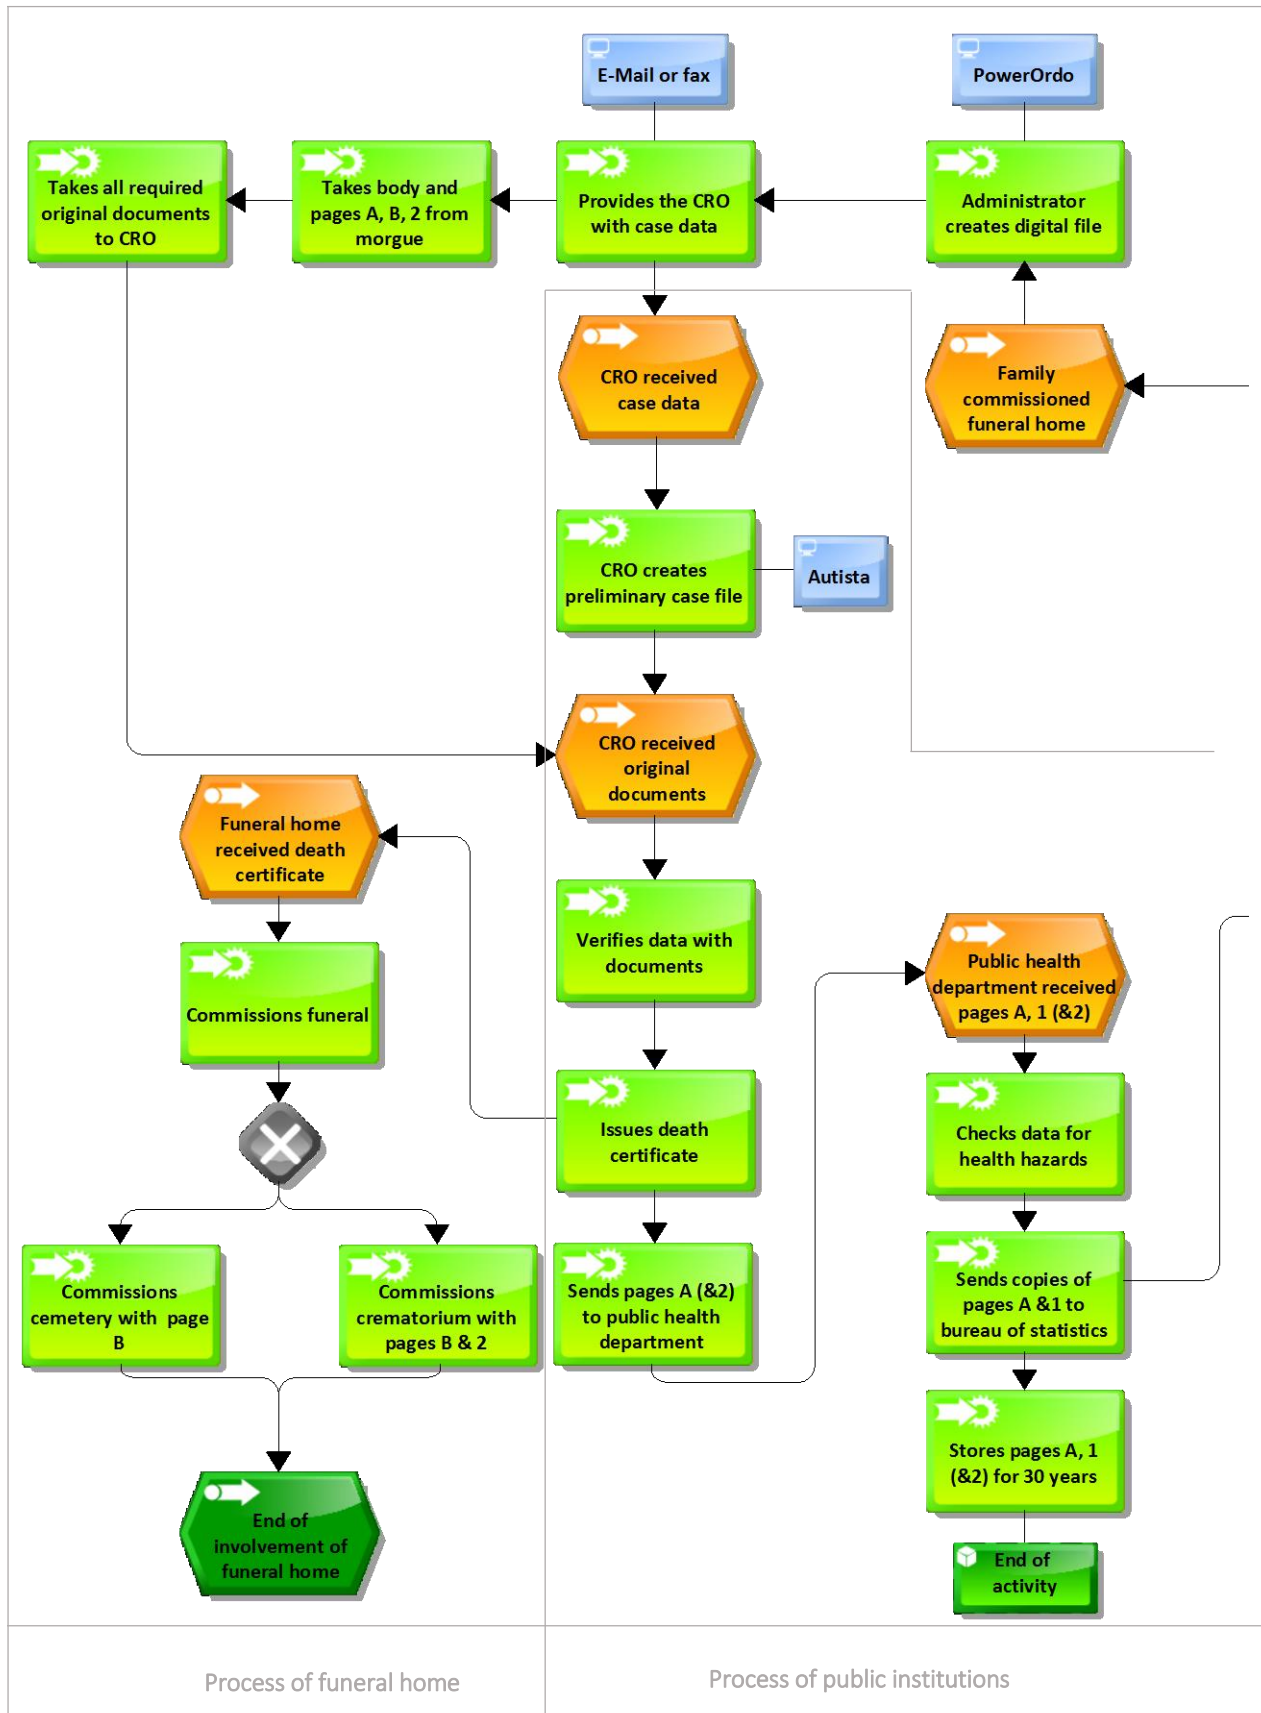 E-Mail or fax
PowerOrdo
Takes all required
original documents
to CRO
Takes body and
pages A, B, 2 from
morgue
Provides the CRO
with case data
Administrator
creates digital file
CRO received
case data
Family
commissioned
funeral home
CRO creates
preliminary case file
Autista
CRO received
original
documents
Funeral home
received death
certificate
Verifies data with
documents
Public health
department received
pages A, 1 (&2)
Commissions funeral
Issues death
certificate
Checks data for
health hazards
Commissions
cemetery with  page
B
Commissions
crematorium with
pages B & 2
Sends pages A (&2)
to public health
department
Sends copies of
pages A &1 to
bureau of statistics
Stores pages A, 1
(&2) for 30 years
End of
involvement of
funeral home
End of
activity
Process of funeral home
Process of public institutions